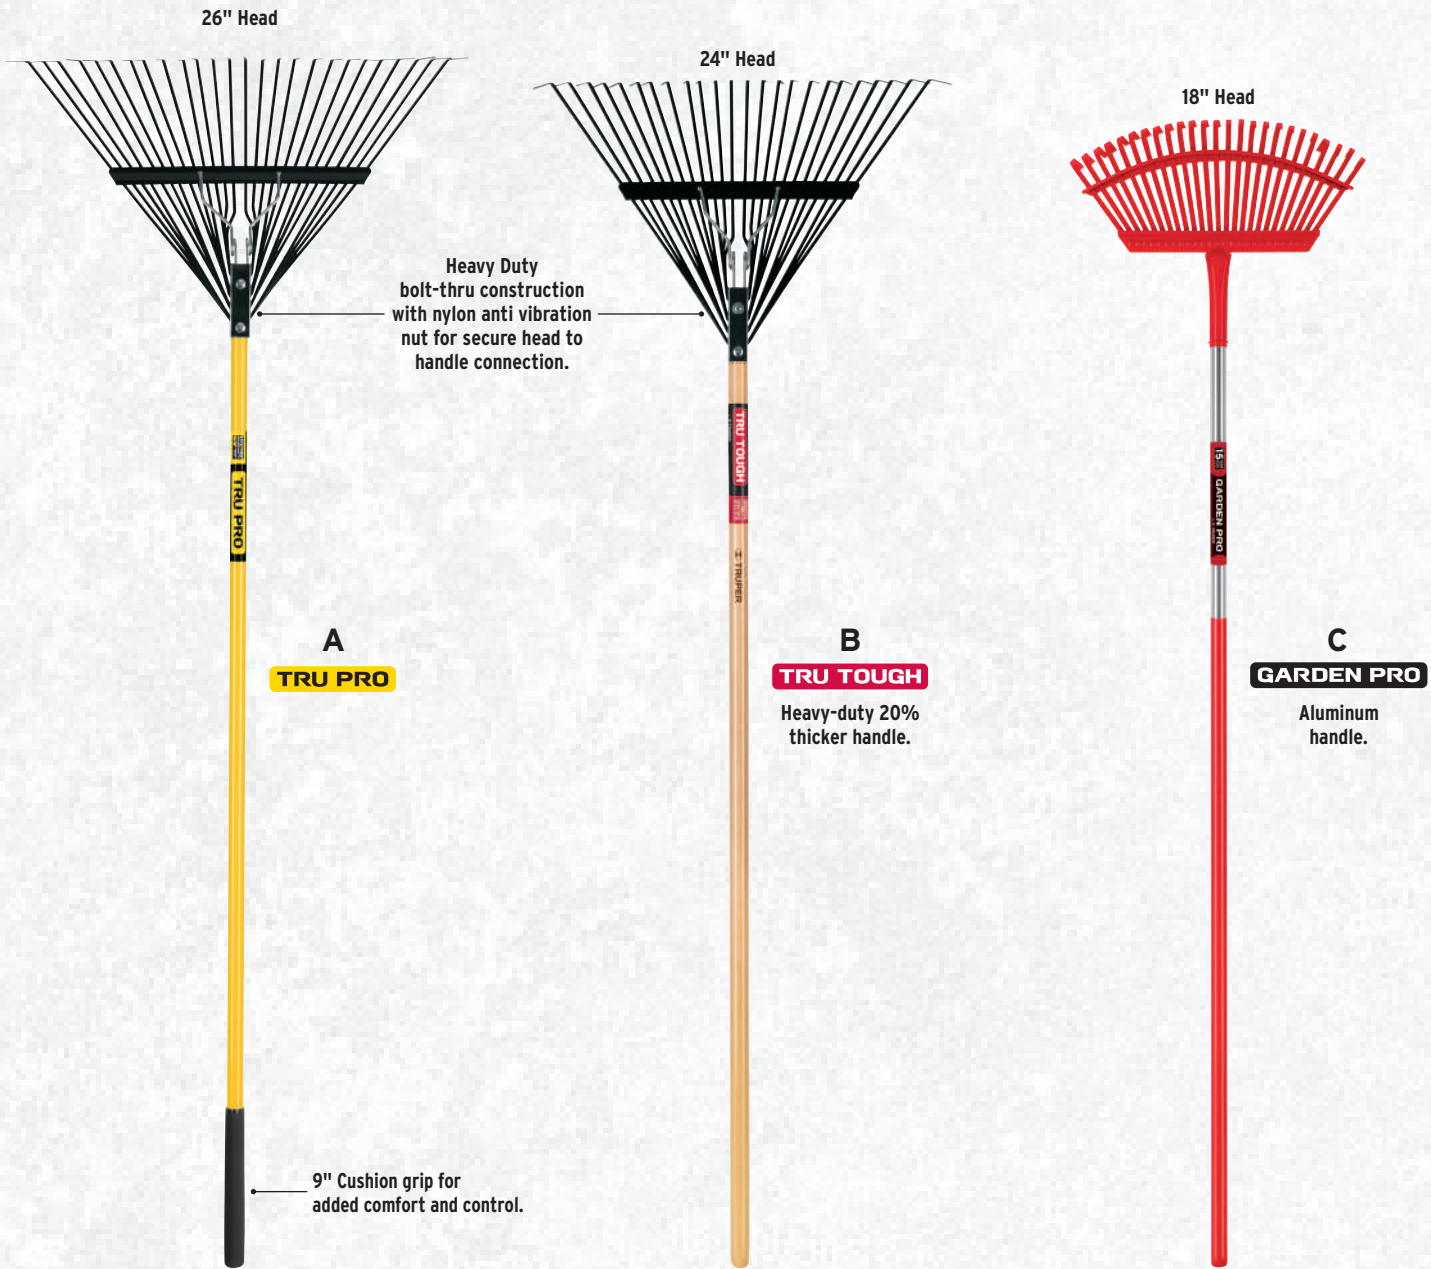 26" Head
24" Head
18" Head
Heavy Duty
bolt-thru construction
with nylon anti vibration
nut for secure head to
handle connection.
TRU PRO
TRU TOUGH
TRUPER
15
GARDEN PRO
A
TRU PRO
B
TRU TOUGH
Heavy-duty 20%
thicker handle.
C
GARDEN PRO
Aluminum
handle.
9" Cushion grip for
added comfort and control.